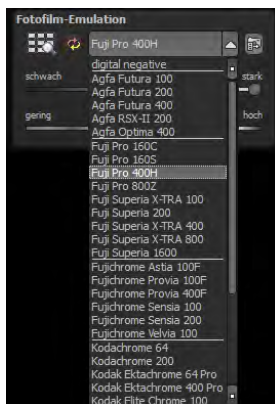 Fotofilm-Emulation
Fuji Pro 400H
schwach
stark
gering
hoch
digital negative
Agfa Futura 100
Agfa Futura 200
Agfa Futura 400
Agfa RSX-II 200
Agfa Optima 400
Fuji Pro 160C
Fuji Pro 160S
Fuji Pro 400H
Fuji Pro 800Z
Fuji Superia X-TRA 100
Fuji Superia 200
Fuji Superia X-TRA 400
Fuji Superia X-TRA 800
Fuji Superia 1600
Fujichrome Astia 100F
Fujichrome Provia 100F
Fujichrome Provia 400F
Fujichrome Sensia 100
Fujichrome Sensia 200
Fujichrome Velvia 100
Kodachrome 64
Kodachrome 200
Kodak Ektachrome 64 Pro
Kodak Ektachrome 400 Pro
Kodak Elite Chrome 100